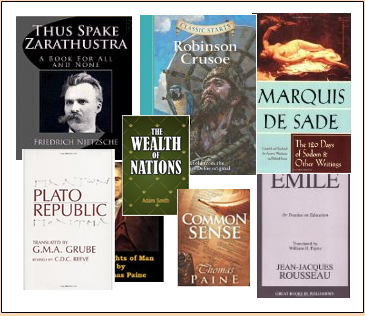 THUS SPAKE
ZARATHUSTRA
A BOOK FOR ALL
AND NONE
FRIEDRICH NIETZSCHE
CLASSIC STARTS
Robinson
Crusoe
MARQUIS
DE SADE
The 120 Days
of Sodom &
Other Writings
THE
WEALTH
OF
NATIONS
Adam Smith
PLATO
REPUBLIC
TRANSLATED BY
G.M.A. GRUBE
REVISED BY C.D.C. REEVE
ghts of Man
by
mas Paine
COMMON
SENSE
Thomas
PAINE
EMILE
Or Treatise on Education
Translated by
William H. Payne
JEAN-JACQUES
ROUSSEAU
GREAT BOOKS IN PHILOSOPHY